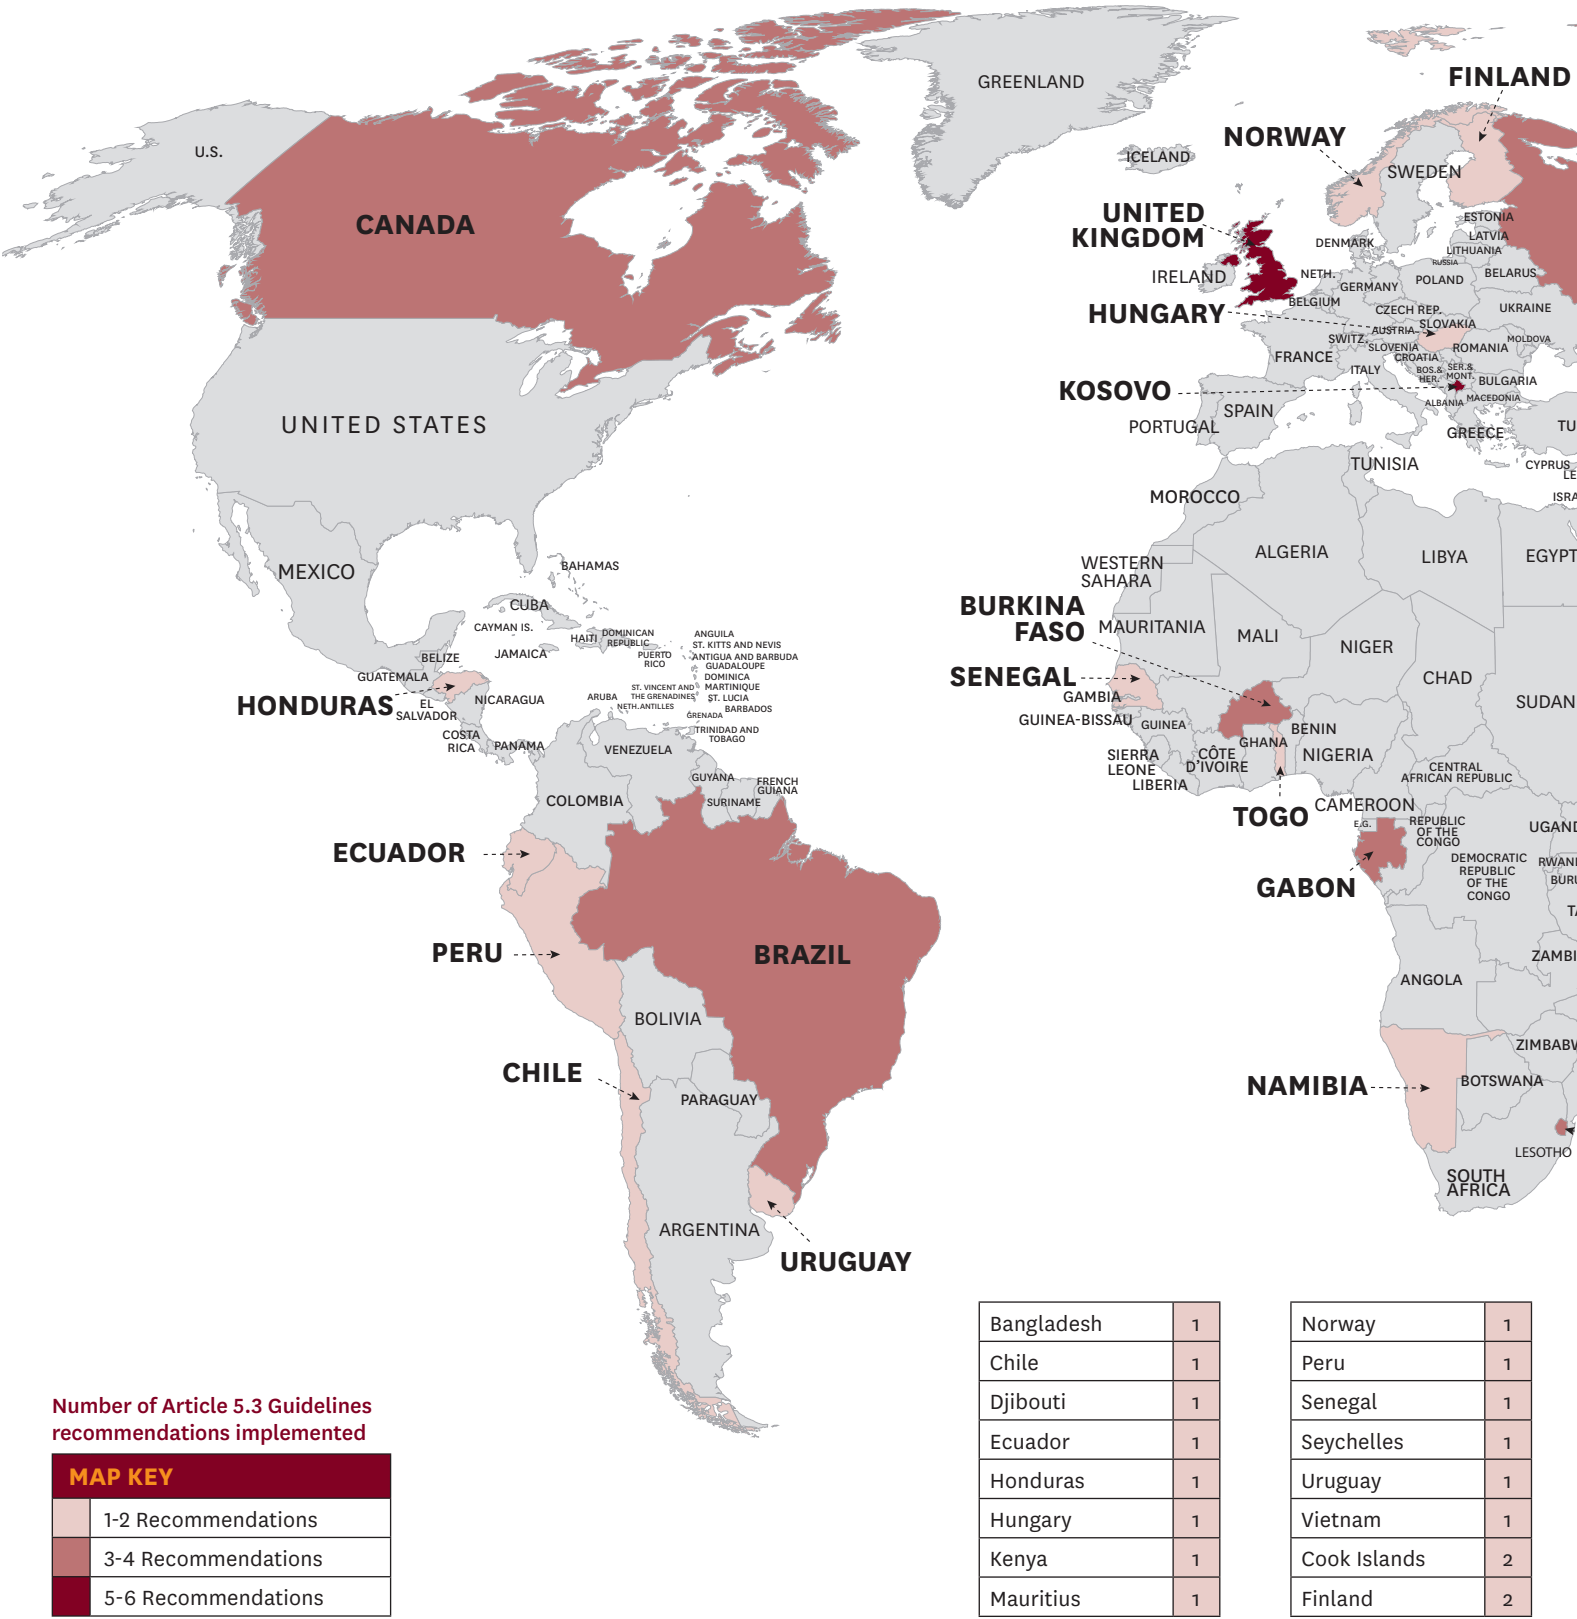 GREENLAND
FINLAND
NORWAY
U.S.
ICELAND
SWEDEN
CANADA
UNITED
KINGDOM
ESTONIA
LATVIA
LITHUANIA
RUSSIA
DENMARK
IRELAND
NETH.
GERMANY
POLAND
BELARUS
BELGIUM
HUNGARY
CZECH REP.
UKRAINE
SLOVAKIA
AUSTRIA
SWITZ.
SLOVENIA
CROATIA
ROMANIA
MOLDOVA
FRANCE
ITALY
BOS.&
HER.
SER.&
MONT.
BULGARIA
KOSOVO
ALBANIA
MACEDONIA
SPAIN
PORTUGAL
GREECE
TU
UNITED STATES
TUNISIA
CYPRUS
LE
ISRA
MOROCCO
ALGERIA
LIBYA
EGYPT
MEXICO
BAHAMAS
WESTERN
SAHARA
CUBA
CAYMAN IS.
HAITI
DOMINICAN
REPUBLIC
JAMAICA
PUERTO
RICO
ANGUILA
ST. KITTS AND NEVIS
ANTIGUA AND BARBUDA
GUADALOUPE
DOMINICA
MARTINIQUE
ST. LUCIA
BARBADOS
ST. VINCENT AND
THE GRENADINES
ARUBA
NETH.ANTILLES
GRENADA
TRINIDAD AND
TOBAGO
BELIZE
GUATEMALA
HONDURAS
EL
SALVADOR
NICARAGUA
COSTA
RICA
PANAMA
BURKINA
FASO
MAURITANIA
MALI
NIGER
CHAD
SUDAN
SENEGAL
GAMBIA
GUINEA-BISSAU
GUINEA
SIERRA
LEONE
LIBERIA
CÔTE
D'IVOIRE
GHANA
BENIN
NIGERIA
TOGO
CENTRAL
AFRICAN REPUBLIC
CAMEROON
E.G.
REPUBLIC
OF THE
CONGO
UGAND
DEMOCRATIC
REPUBLIC
OF THE
CONGO
RWAN
BURU
TA
GABON
VENEZUELA
GUYANA
FRENCH
GUIANA
SURINAME
COLOMBIA
ECUADOR
PERU
BRAZIL
BOLIVIA
CHILE
PARAGUAY
ARGENTINA
URUGUAY
ANGOLA
ZAMBI
ZIMBABW
NAMIBIA
BOTSWANA
LESOTHO
SOUTH
AFRICA
Number of Article 5.3 Guidelines
recommendations implemented
MAP KEY
1-2 Recommendations
3-4 Recommendations
5-6 Recommendations
Bangladesh 1
Chile 1
Djibouti 1
Ecuador 1
Honduras 1
Hungary 1
Kenya 1
Mauritius 1
Norway 1
Peru 1
Senegal 1
Seychelles 1
Uruguay 1
Vietnam 1
Cook Islands 2
Finland 2